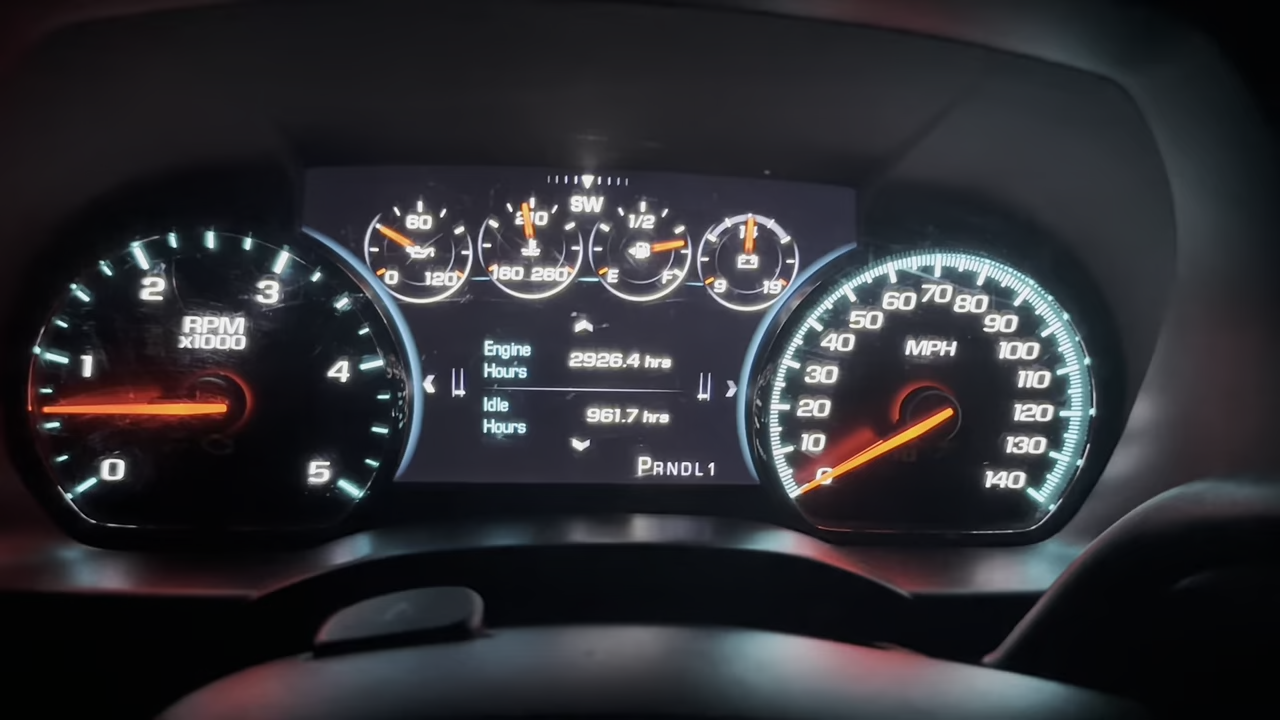 SW
60
0 120
210
160 260
1/2
E F
14
9 19
RPM
x1000
0
1
2
3
4
5
Engine
Hours
2926.4 hrs
Idle
Hours
961.7 hrs
PRNDL1
MPH
0
10
20
30
40
50
60
70
80
90
100
110
120
130
140